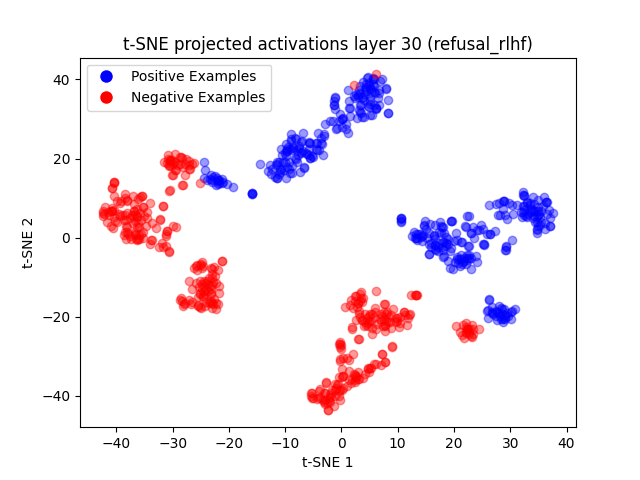 t-SNE projected activations layer 30 (refusal_rlhf)
Positive Examples
Negative Examples
40
20
0
−20
−40
t-SNE 2
−40 −30 −20 −10 0 10 20 30 40
t-SNE 1